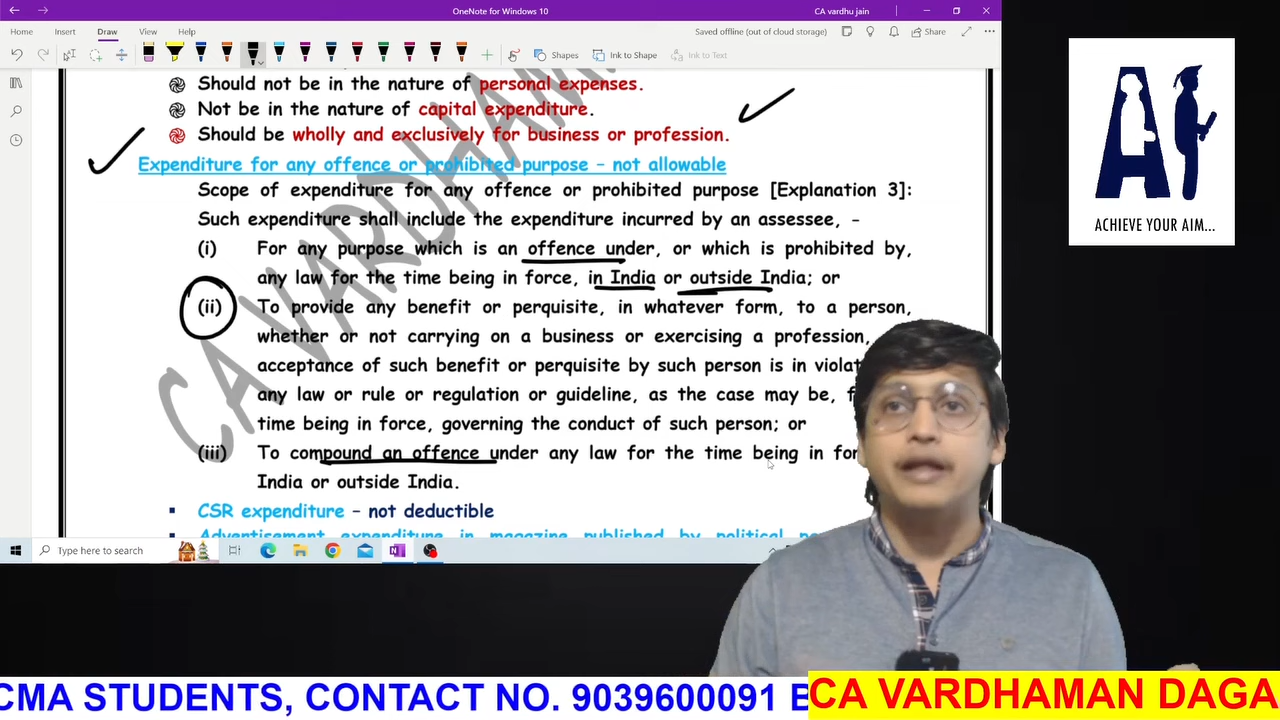 OneNote for Windows 10
CA vardhu jain
Home Insert Draw View Help
Saved offline (out of cloud storage)
Share
Shapes
Ink to Shape
Ink to Text
Should not be in the nature of personal expenses.
Not be in the nature of capital expenditure.
Should be wholly and exclusively for business or profession.
Expenditure for any offence or prohibited purpose – not allowable
Scope of expenditure for any offence or prohibited purpose [Explanation 3]:
Such expenditure shall include the expenditure incurred by an assessee, –
(i) For any purpose which is an offence under, or which is prohibited by,
any law for the time being in force, in India or outside India; or
(ii) To provide any benefit or perquisite, in whatever form, to a person,
whether or not carrying on a business or exercising a profession,
acceptance of such benefit or perquisite by such person is in
any law or rule or regulation or guideline, as the case may be,
time being in force, governing the conduct of such person; or
(iii) To compound an offence under any law for the time being in
India or outside India.
CSR expenditure – not deductible
Advertisement expenditure in magazine published by political
CA VARDHAM
Type here to search
AI
ACHIEVE YOUR AIM...
CMA STUDENTS, CONTACT NO. 9039600091
CA VARDHAMAN DAGA